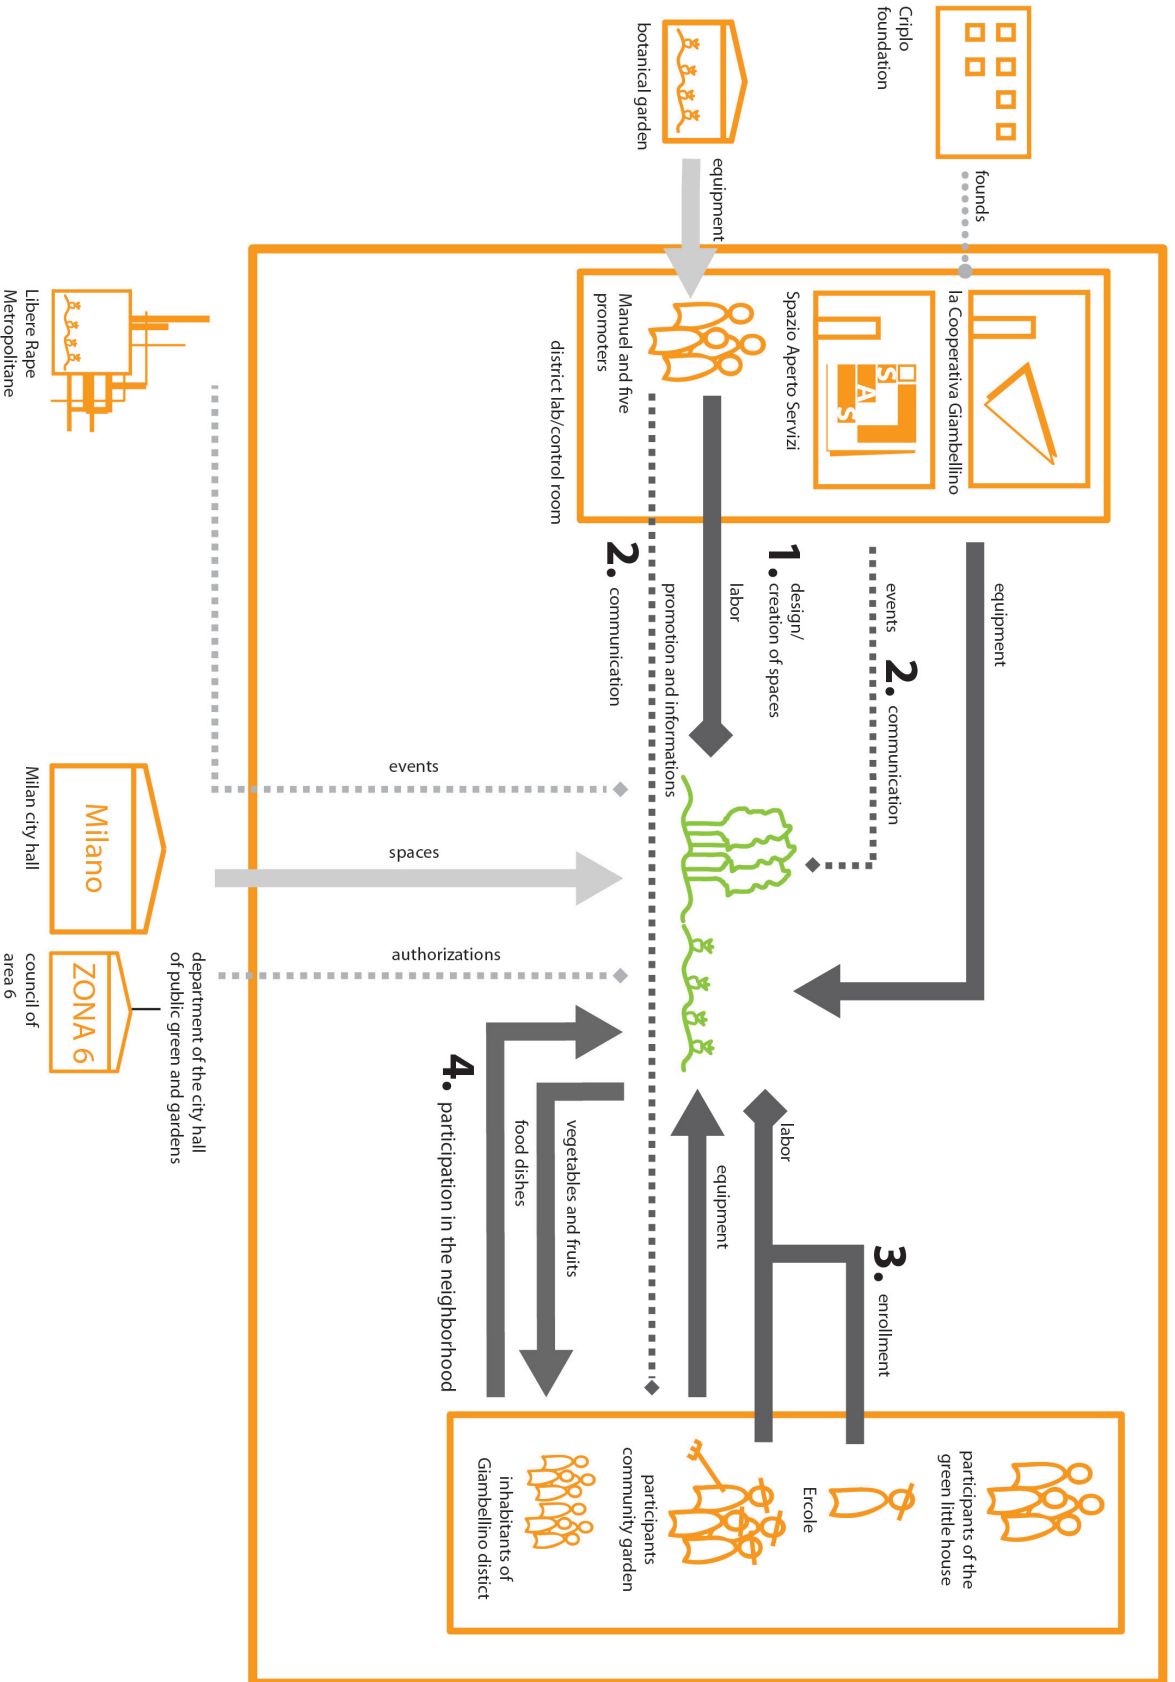 Criplo
foundation
founds
botanical garden
equipment
la Cooperativa Giambellino
Spazio Aperto Servizi
S
A
S
Manuel and five
promoters
district lab/control room
equipment
events
2. communication
design/
1. creation of spaces
labor
promotion and informations
2. communication
3. enrollment
labor
equipment
vegetables and fruits
food dishes
4. participation in the neighborhood
participants of the
green little house
Ercole
participants
community garden
inhabitants of
Giambellino distict
events
spaces
authorizations
Libere Rape
Metropolitane
Milano
Milan city hall
department of the city hall
of public green and gardens
ZONA 6
council of
area 6